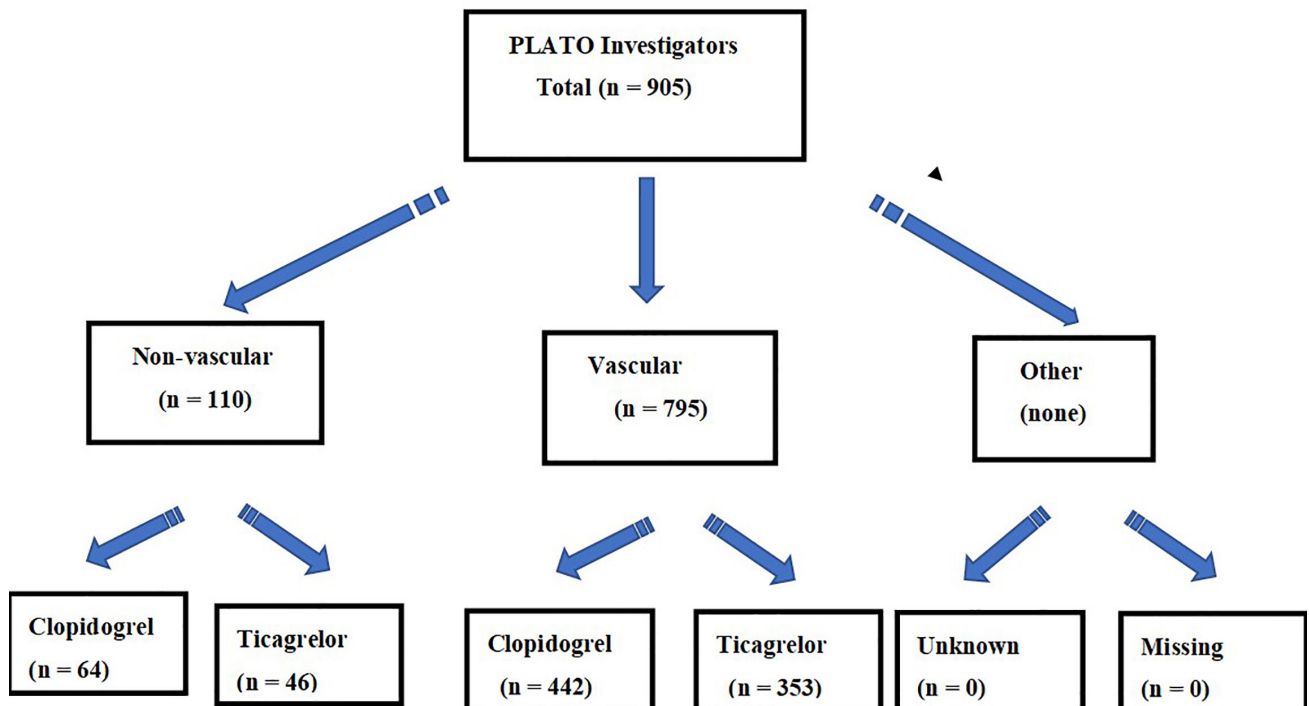 PLATO Investigators
Total (n = 905)
Non-vascular
(n = 110)
Vascular
(n = 795)
Other
(none)
Clopidogrel
(n = 64)
Ticagrelor
(n = 46)
Clopidogrel
(n = 442)
Ticagrelor
(n = 353)
Unknown
(n = 0)
Missing
(n = 0)